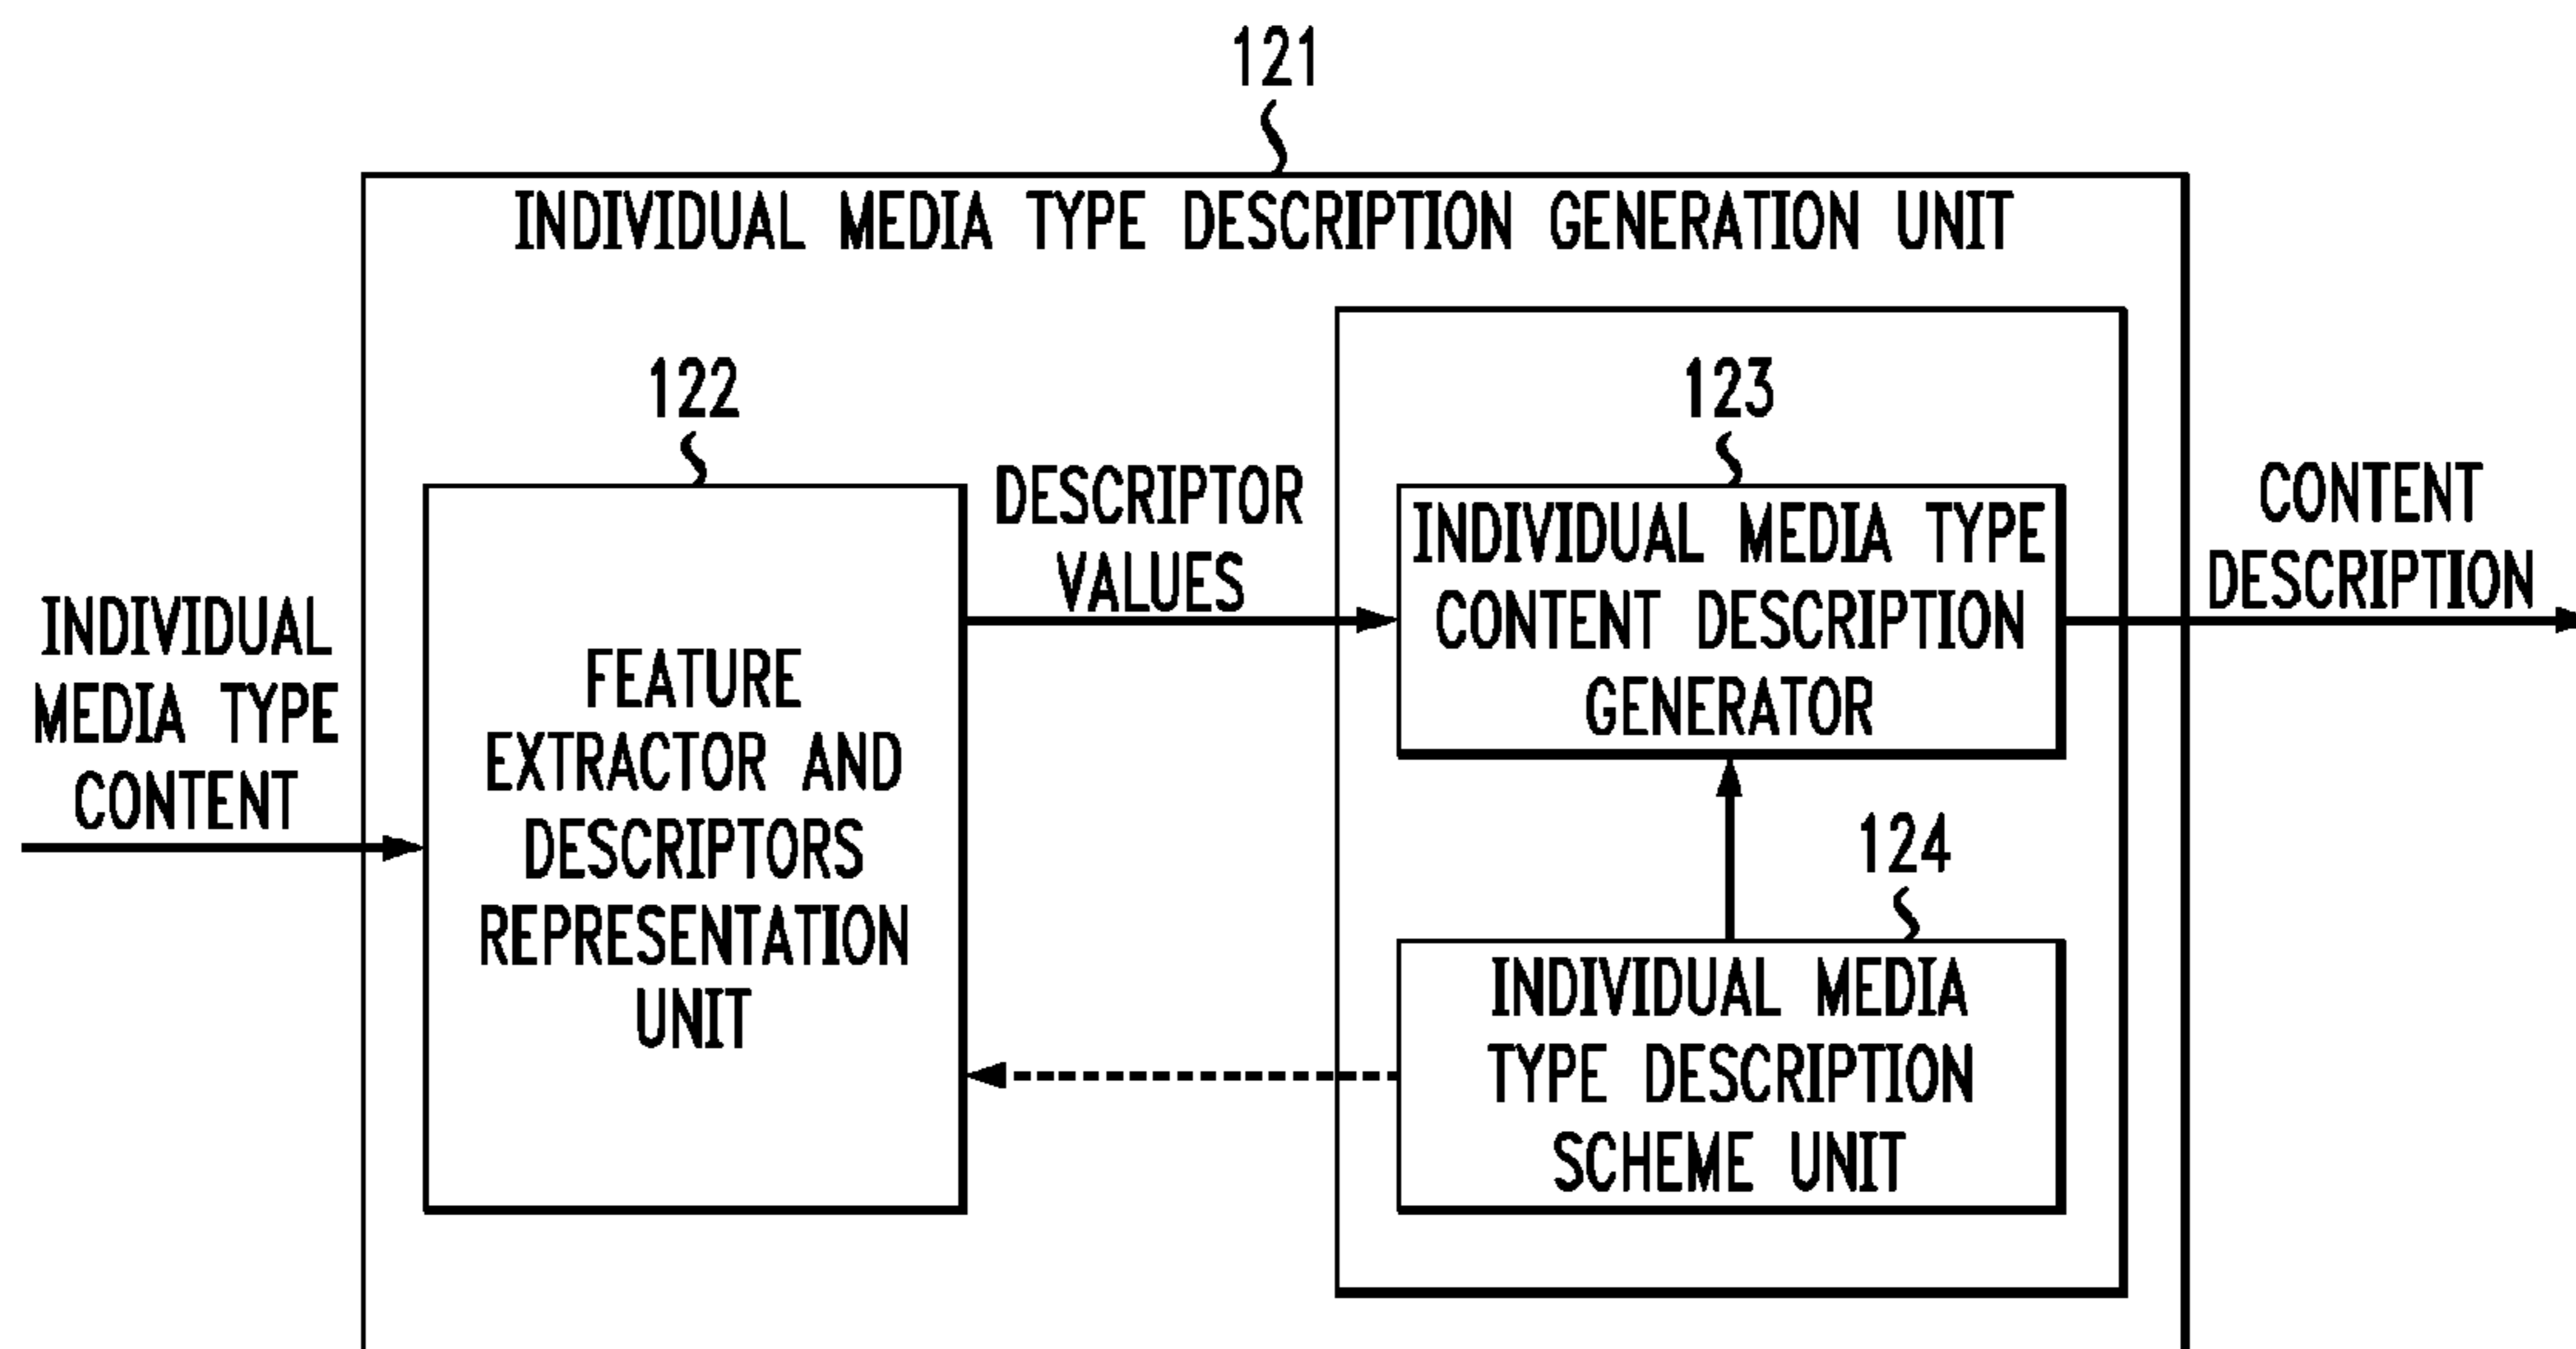 121
INDIVIDUAL MEDIA TYPE DESCRIPTION GENERATION UNIT
122
123
DESCRIPTOR
VALUES
CONTENT
DESCRIPTION
INDIVIDUAL
MEDIA TYPE
CONTENT
FEATURE
EXTRACTOR AND
DESCRIPTORS
REPRESENTATION
UNIT
INDIVIDUAL MEDIA TYPE
CONTENT DESCRIPTION
GENERATOR
124
INDIVIDUAL MEDIA
TYPE DESCRIPTION
SCHEME UNIT